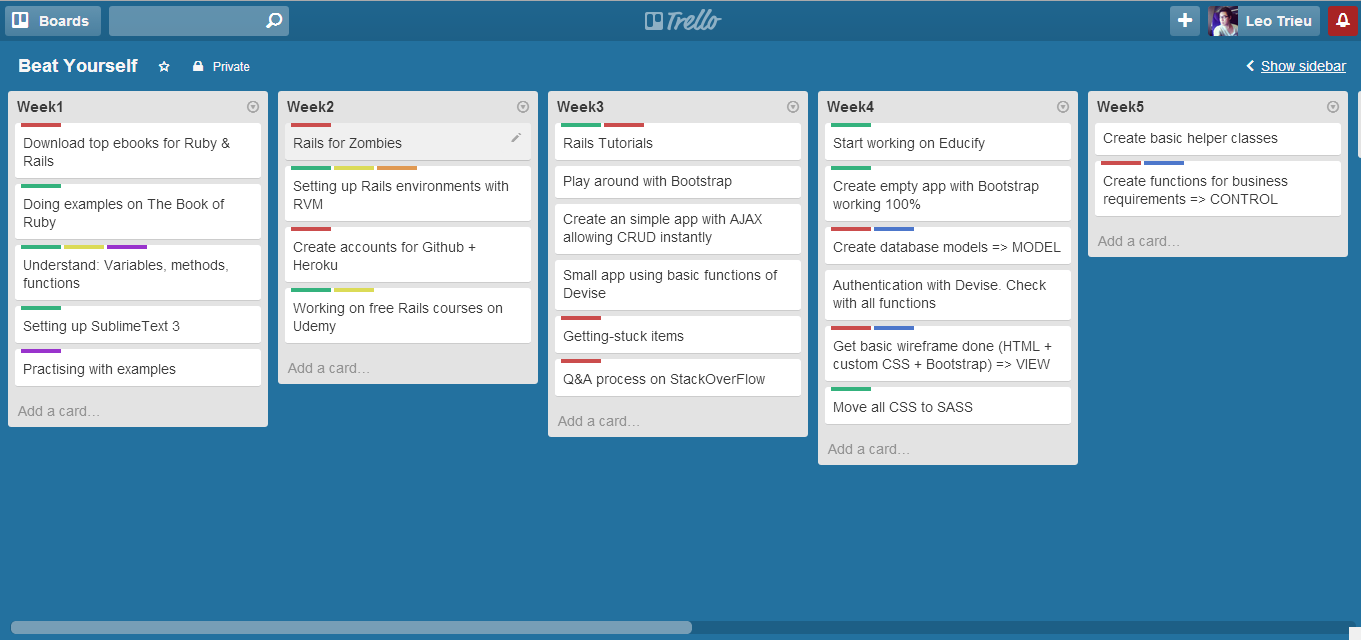 Boards
Trello
Leo Trieu
Beat Yourself
Private
Show sidebar
Week1
Download top ebooks for Ruby &
Rails
Doing examples on The Book of
Ruby
Understand: Variables, methods,
functions
Setting up SublimeText 3
Practising with examples
Add a card…
Week2
Rails for Zombies
Setting up Rails environments with
RVM
Create accounts for Github +
Heroku
Working on free Rails courses on
Udemy
Add a card…
Week3
Rails Tutorials
Play around with Bootstrap
Create an simple app with AJAX
allowing CRUD instantly
Small app using basic functions of
Devise
Getting-stuck items
Q&A process on StackOverFlow
Add a card…
Week4
Start working on Educify
Create empty app with Bootstrap
working 100%
Create database models => MODEL
Authentication with Devise. Check
with all functions
Get basic wireframe done (HTML +
custom CSS + Bootstrap) => VIEW
Move all CSS to SASS
Add a card…
Week5
Create basic helper classes
Create functions for business
requirements => CONTROL
Add a card…